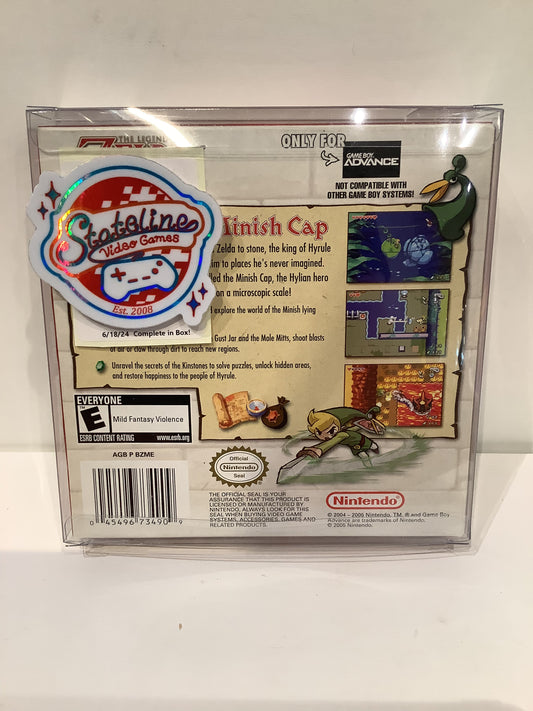 THE LEGEND
ONLY FOR
GAME BOY
ADVANCE
NOT COMPATIBLE WITH
OTHER GAME BOY SYSTEMS!
Stateline
Video Games
Est. 2008
6/18/24 Complete in Box!
Minish Cap
Zelda to stone, the king of Hyrule
him to places he's never imagined.
led the Minish Cap, the Hylian hero
on a microscopic scale!
explore the world of the Minish lying
Gust Jar and the Mole Mitts, shoot blasts
of air or claw through dirt to reach new regions.
Unravel the secrets of the Kinstones to solve puzzles, unlock hidden areas,
and restore happiness to the people of Hyrule.
EVERYONE
E
Mild Fantasy Violence
ESRB CONTENT RATING www.esrb.org
AGB P BZME
0 45496 73490 9
Official
Nintendo
Seal
THE OFFICIAL SEAL IS YOUR
ASSURANCE THAT THIS PRODUCT IS
LICENSED OR MANUFACTURED BY
NINTENDO. ALWAYS LOOK FOR THIS
SEAL WHEN BUYING VIDEO GAME
SYSTEMS, ACCESSORIES, GAMES AND
RELATED PRODUCTS.
Nintendo
© 2004 - 2005 Nintendo. TM, ® and Game Boy
Advance are trademarks of Nintendo.
© 2005 Nintendo.